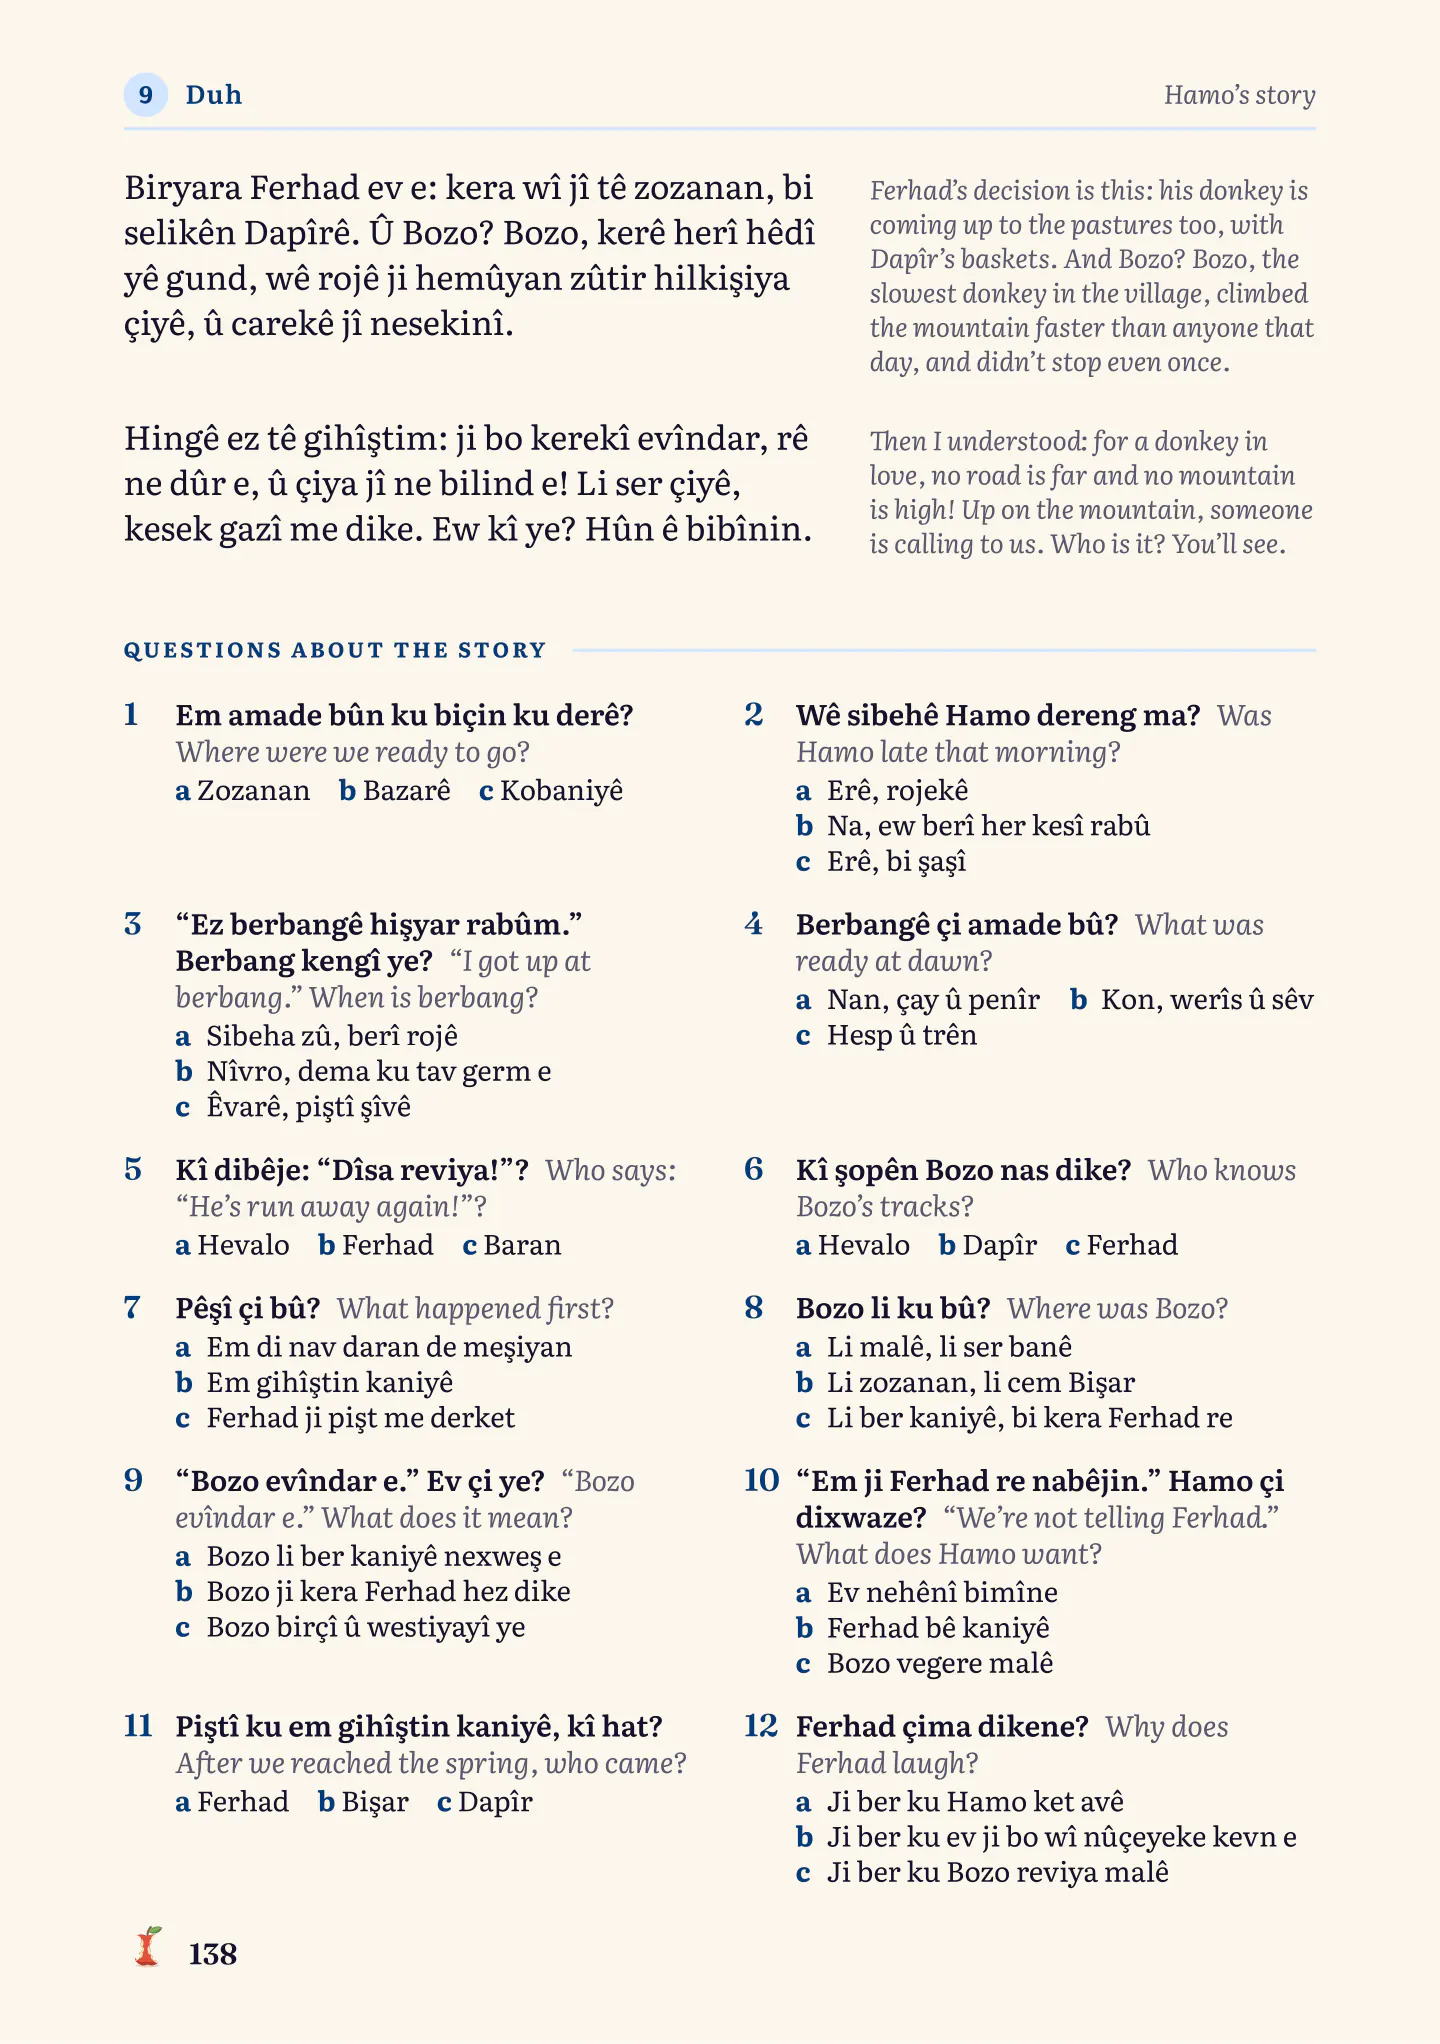 9 Duh
Hamo’s story
Biryara Ferhad ev e: kera wî jî tê zozanan, bi
selikên Dapîrê. Û Bozo? Bozo, kerê herî hêdî
yê gund, wê rojê ji hemûyan zûtir hilkişiya
çiyê, û carekê jî nesekinî.
Ferhad’s decision is this: his donkey is
coming up to the pastures too, with
Dapîr’s baskets. And Bozo? Bozo, the
slowest donkey in the village, climbed
the mountain faster than anyone that
day, and didn’t stop even once.
Hingê ez tê gihîştim: ji bo kerekî evîndar, rê
ne dûr e, û çiya jî ne bilind e! Li ser çiyê,
kesek gazî me dike. Ew kî ye? Hûn ê bibînin.
Then I understood: for a donkey in
love, no road is far and no mountain
is high! Up on the mountain, someone
is calling to us. Who is it? You’ll see.
QUESTIONS ABOUT THE STORY
1 Em amade bûn ku biçin ku derê?
Where were we ready to go?
a Zozanan b Bazarê c Kobaniyê
2 Wê sibehê Hamo dereng ma? Was
Hamo late that morning?
a Erê, rojekê
b Na, ew berî her kesî rabû
c Erê, bi şaşî
3 “Ez berbangê hişyar rabûm.”
Berbang kengî ye? “I got up at
berbang.” When is berbang?
a Sibeha zû, berî rojê
b Nîvro, dema ku tav germ e
c Êvarê, piştî şîvê
4 Berbangê çi amade bû? What was
ready at dawn?
a Nan, çay û penîr b Kon, werîs û sêv
c Hesp û trên
5 Kî dibêje: “Dîsa reviya!”? Who says:
“He’s run away again!”?
a Hevalo b Ferhad c Baran
6 Kî şopên Bozo nas dike? Who knows
Bozo’s tracks?
a Hevalo b Dapîr c Ferhad
7 Pêşî çi bû? What happened first?
a Em di nav daran de meşiyan
b Em gihîştin kaniyê
c Ferhad ji pişt me derket
8 Bozo li ku bû? Where was Bozo?
a Li malê, li ser banê
b Li zozanan, li cem Bişar
c Li ber kaniyê, bi kera Ferhad re
9 “Bozo evîndar e.” Ev çi ye? “Bozo
evîndar e.” What does it mean?
a Bozo li ber kaniyê nexweş e
b Bozo ji kera Ferhad hez dike
c Bozo birçî û westiyayî ye
10 “Em ji Ferhad re nabêjin.” Hamo çi
dixwaze? “We’re not telling Ferhad.”
What does Hamo want?
a Ev nehênî bimîne
b Ferhad bê kaniyê
c Bozo vegere malê
11 Piştî ku em gihîştin kaniyê, kî hat?
After we reached the spring, who came?
a Ferhad b Bişar c Dapîr
12 Ferhad çima dikene? Why does
Ferhad laugh?
a Ji ber ku Hamo ket avê
b Ji ber ku ev ji bo wî nûçeyeke kevn e
c Ji ber ku Bozo reviya malê
138